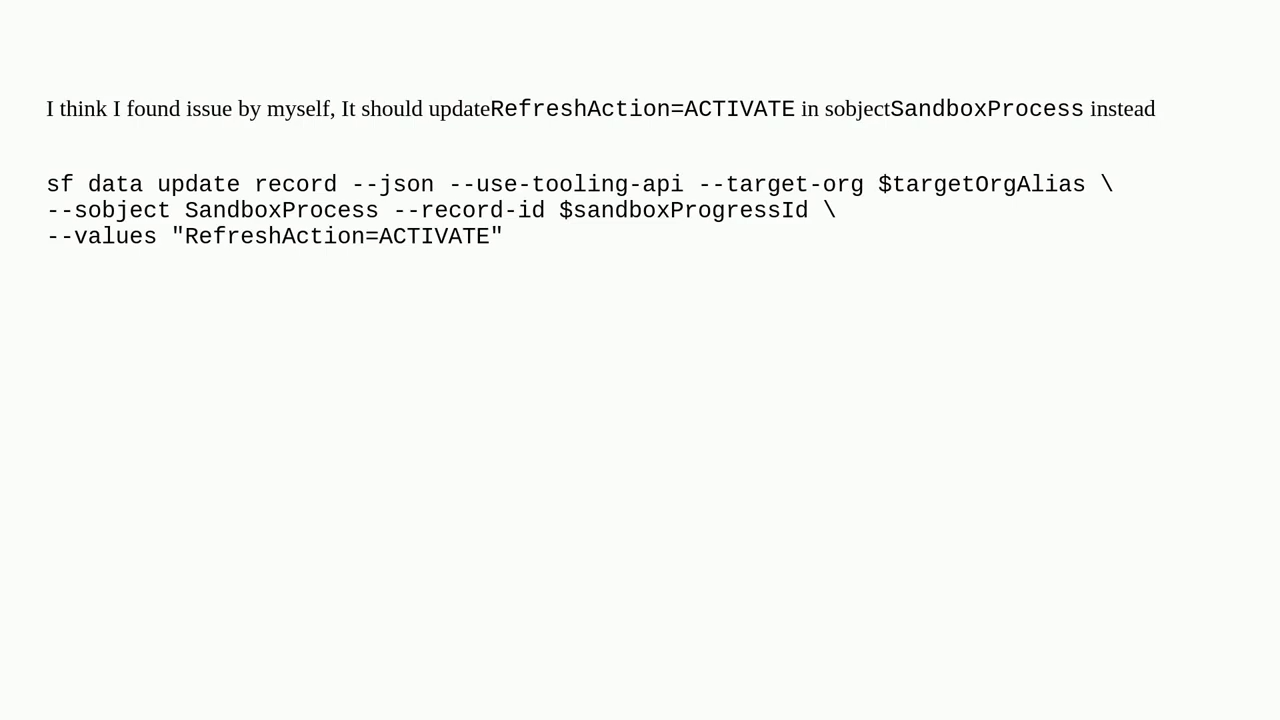 I think I found issue by myself, It should updateRefreshAction=ACTIVATE in sobjectSandboxProcess instead
sf data update record --json --use-tooling-api --target-org $targetOrgAlias \
--sobject SandboxProcess --record-id $sandboxProgressId \
--values "RefreshAction=ACTIVATE"